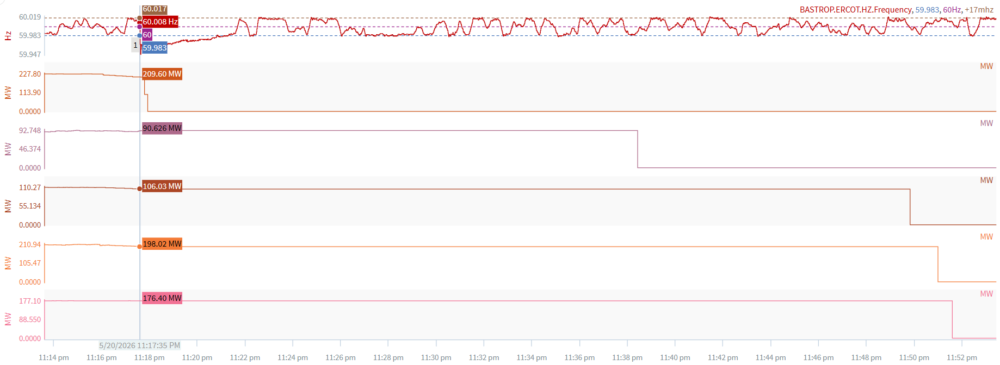 60.017
BASTROP.ERCOT.HZ.Frequency, 59.983, 60Hz, +17mhz
60.019
60.008 Hz
Hz
59.983
60
1
59.983
59.947
MW
227.80
209.60 MW
MW
113.90
0.0000
MW
92.748
90.626 MW
MW
46.374
0.0000
MW
110.27
106.03 MW
MW
55.134
0.0000
MW
210.94
198.02 MW
MW
105.47
0.0000
MW
177.10
176.40 MW
MW
88.550
0.0000
5/20/2026 11:17:35 PM
11:14 pm 11:16 pm 11:18 pm 11:20 pm 11:22 pm 11:24 pm 11:26 pm 11:28 pm 11:30 pm 11:32 pm 11:34 pm 11:36 pm 11:38 pm 11:40 pm 11:42 pm 11:44 pm 11:46 pm 11:48 pm 11:50 pm 11:52 pm